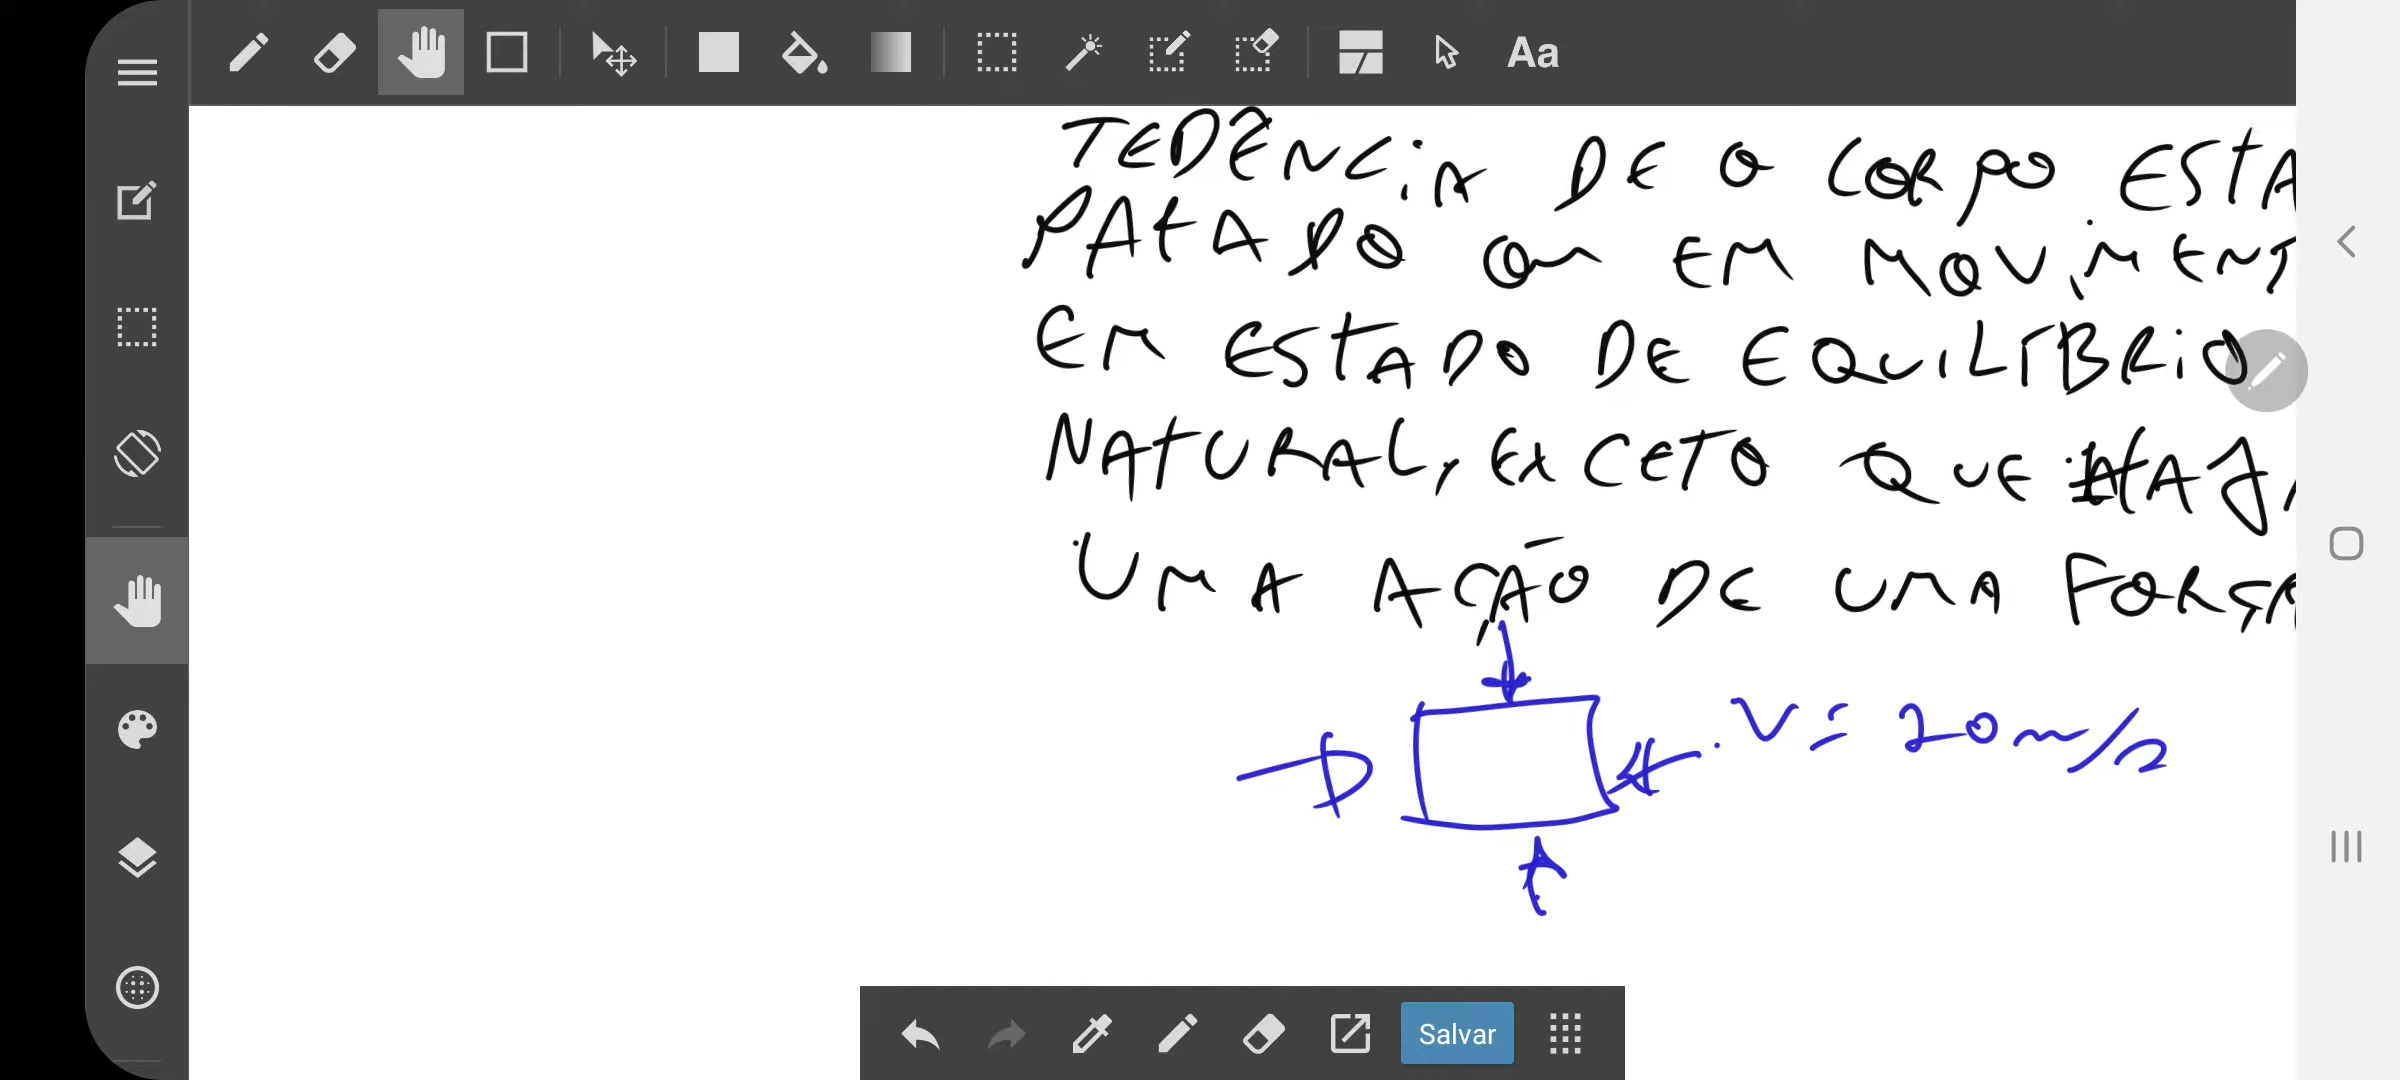 Aa
TEDÊNCIA DE O CORPO ESTA
PARADO OU EM MOVIMENT
EM ESTADO DE EQUILÍBRIO
NATURAL, EXCETO QUE HAJA
UMA AÇÃO DE UMA FORÇA
V = 20 m/s
Salvar